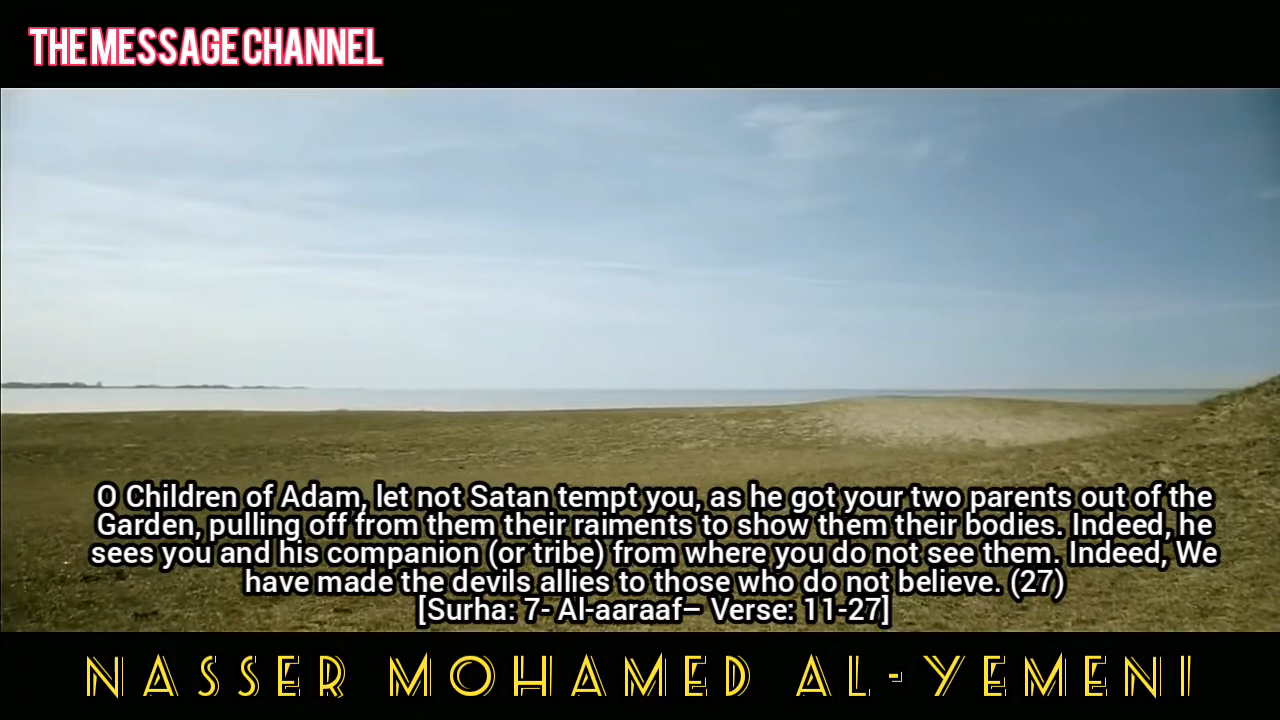 THE MESSAGE CHANNEL
O Children of Adam, let not Satan tempt you, as he got your two parents out of the
Garden, pulling off from them their raiments to show them their bodies. Indeed, he
sees you and his companion (or tribe) from where you do not see them. Indeed, We
have made the devils allies to those who do not believe. (27)
[Surha: 7- Al-aaraaf– Verse: 11-27]
NASSER MOHAMED AL-YEMENI